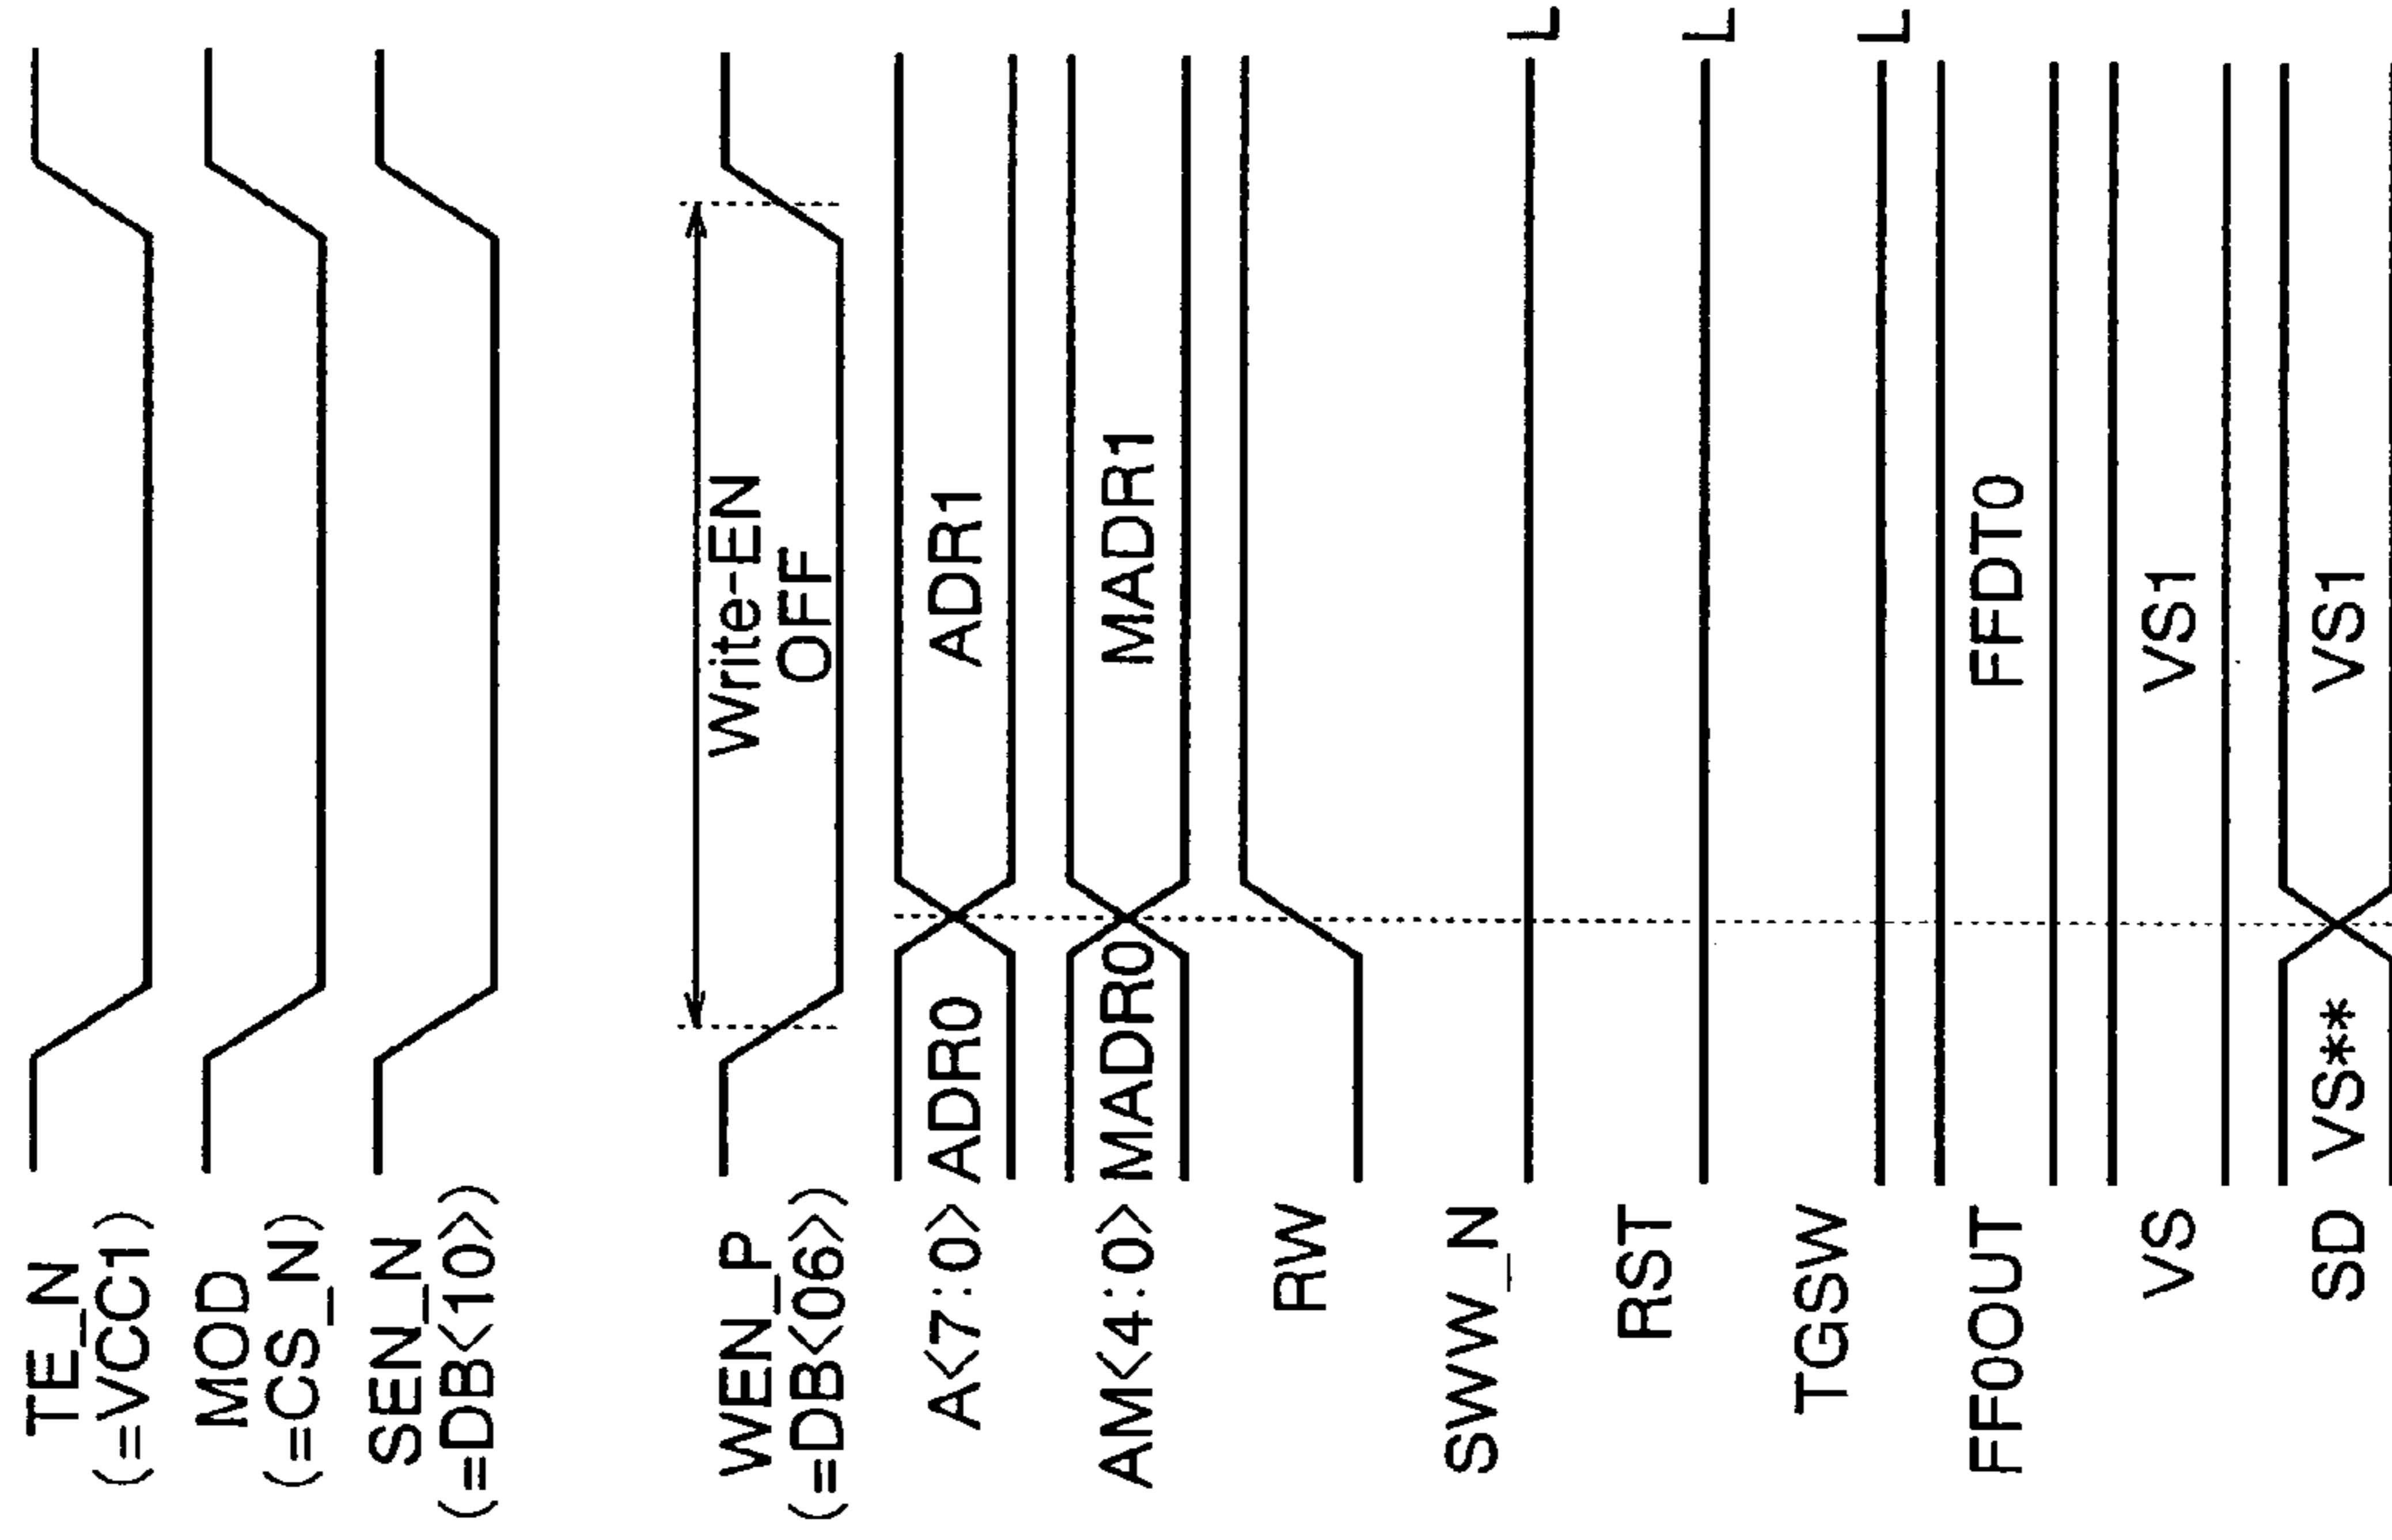 TE_N
(=VCC1)
MOD
(=CS_N)
SEN_N
(=DB<10>)
WEN_P
(=DB<06>)
Write-EN
OFF
A<7:0> ADR0 ADR1
AM<4:0> MADR0 MADR1
RW
SWW_N L
RST L
TGSW L
FF0OUT FFDT0
VS VS1
SD VS** VS1